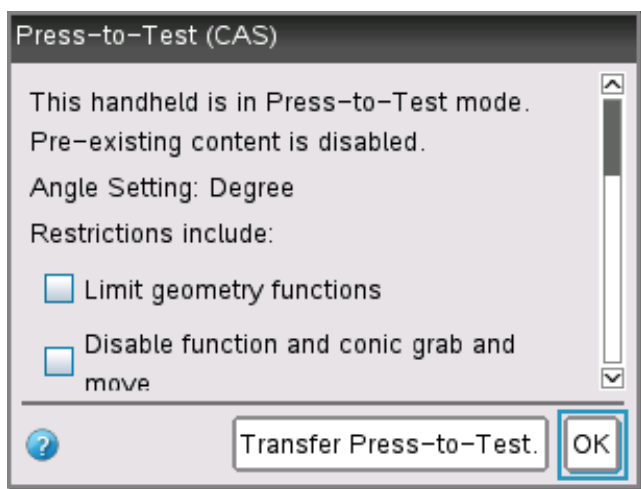 Press-to-Test (CAS)
This handheld is in Press-to-Test mode.
Pre-existing content is disabled.
Angle Setting: Degree
Restrictions include:
Limit geometry functions
Disable function and conic grab and
move
?
Transfer Press-to-Test.
OK